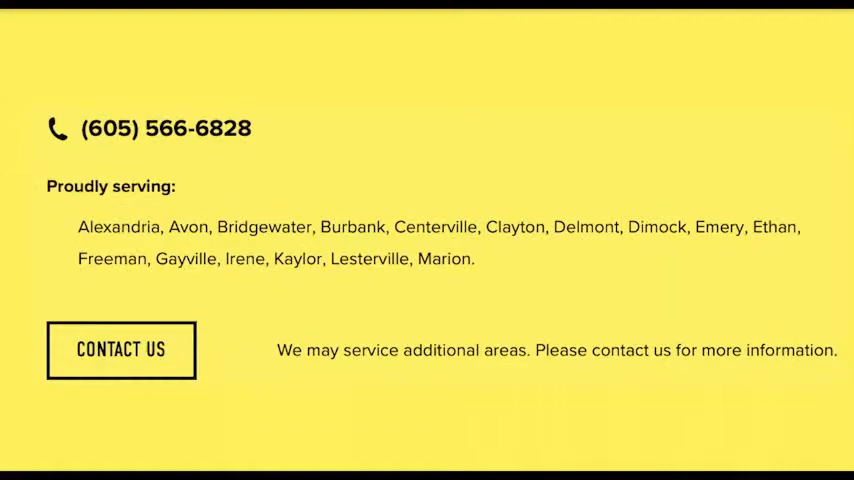 (605) 566-6828
Proudly serving:
Alexandria, Avon, Bridgewater, Burbank, Centerville, Clayton, Delmont, Dimock, Emery, Ethan,
Freeman, Gayville, Irene, Kaylor, Lesterville, Marion.
CONTACT US
We may service additional areas. Please contact us for more information.